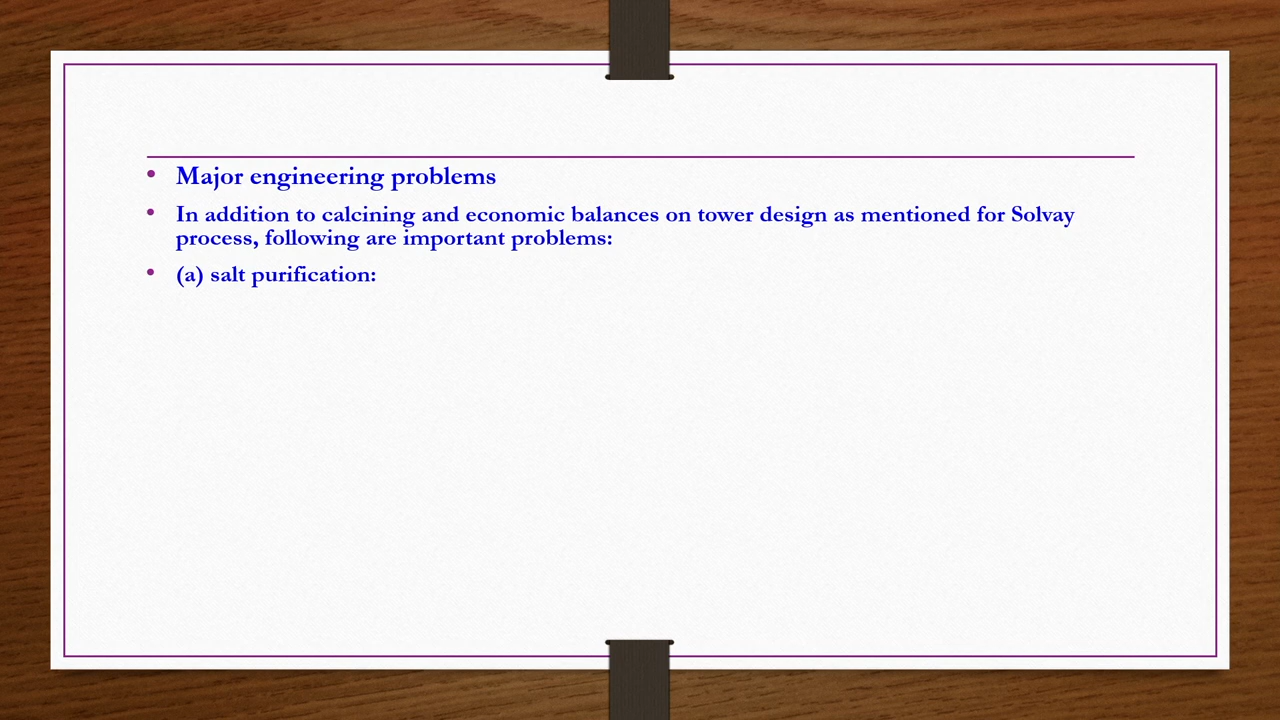 • Major engineering problems
• In addition to calcining and economic balances on tower design as mentioned for Solvay
process, following are important problems:
• (a) salt purification: